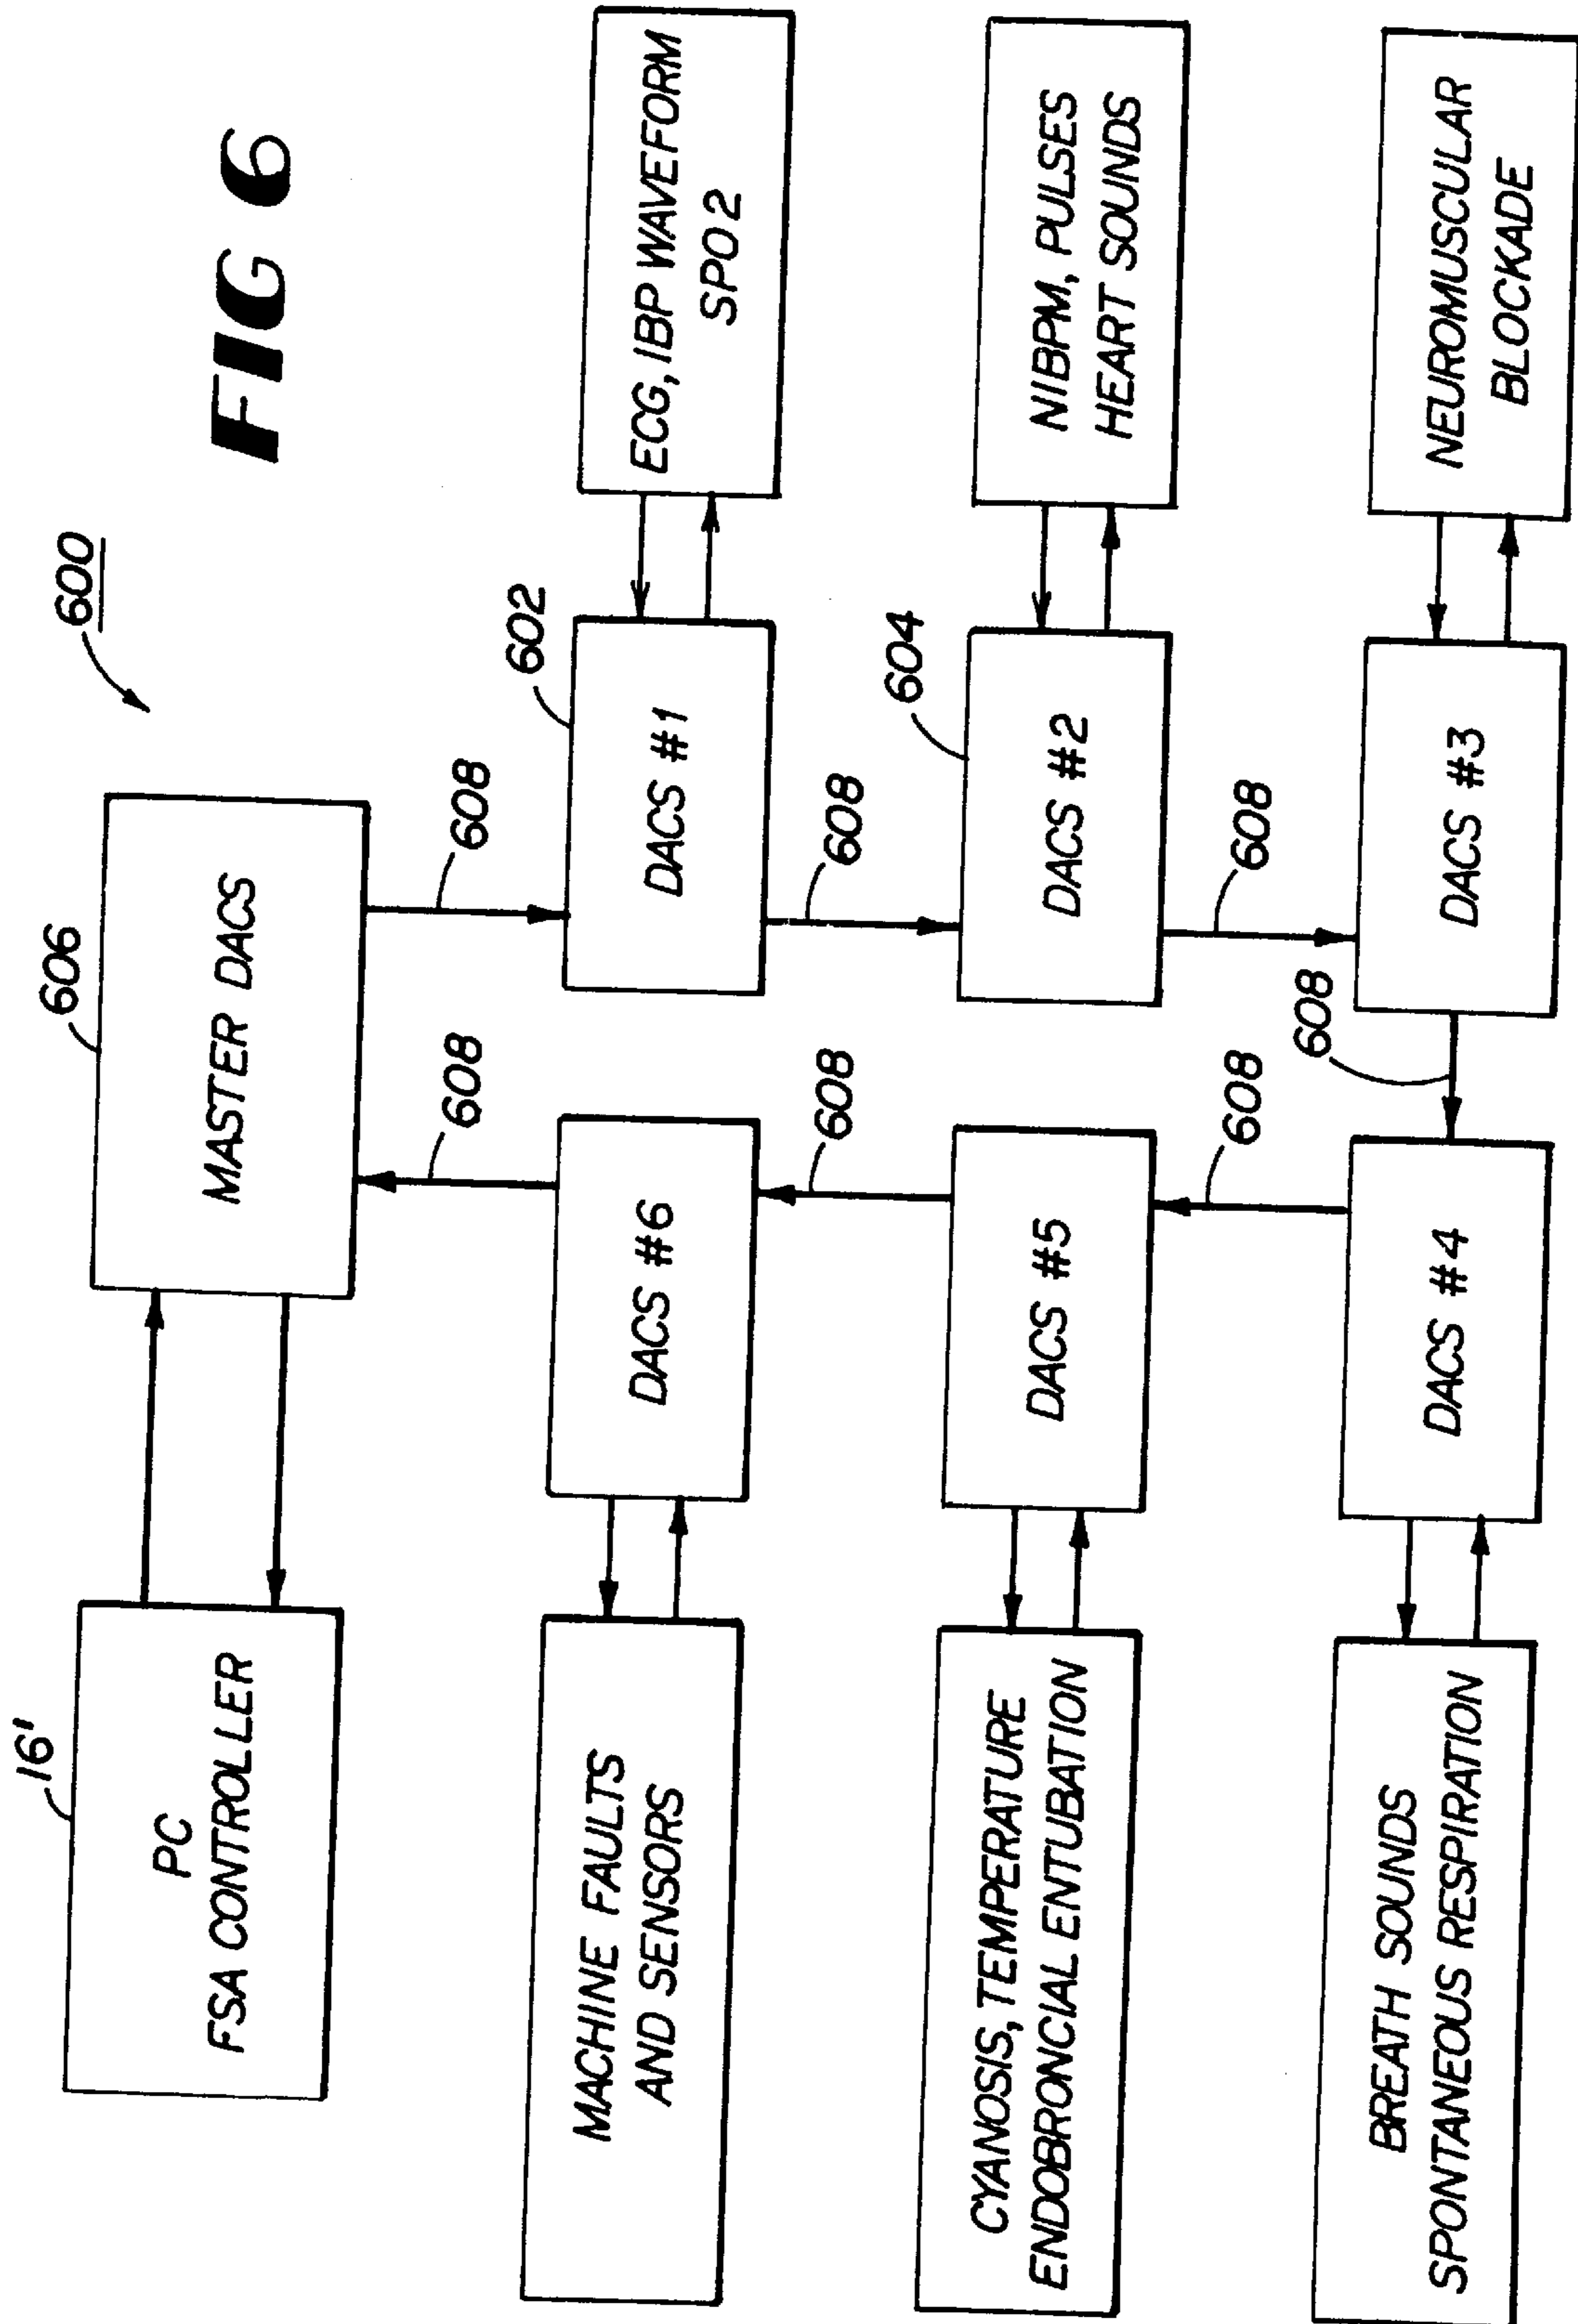 FIG 6
600
16'
PC
FSA CONTROLLER
606
MASTER DACS
608
608
MACHINE FAULTS
AND SENSORS
DACS #6
602
DACS #1
ECG, IBP WAVEFORM
SPO2
608
608
CYANOSIS, TEMPERATURE
ENDOBRONCIAL ENTUBATION
DACS #5
604
DACS #2
NIBPM, PULSES
HEART SOUNDS
608
608
608
BREATH SOUNDS
SPONTANEOUS RESPIRATION
DACS #4
DACS #3
NEUROMUSCULAR
BLOCKADE